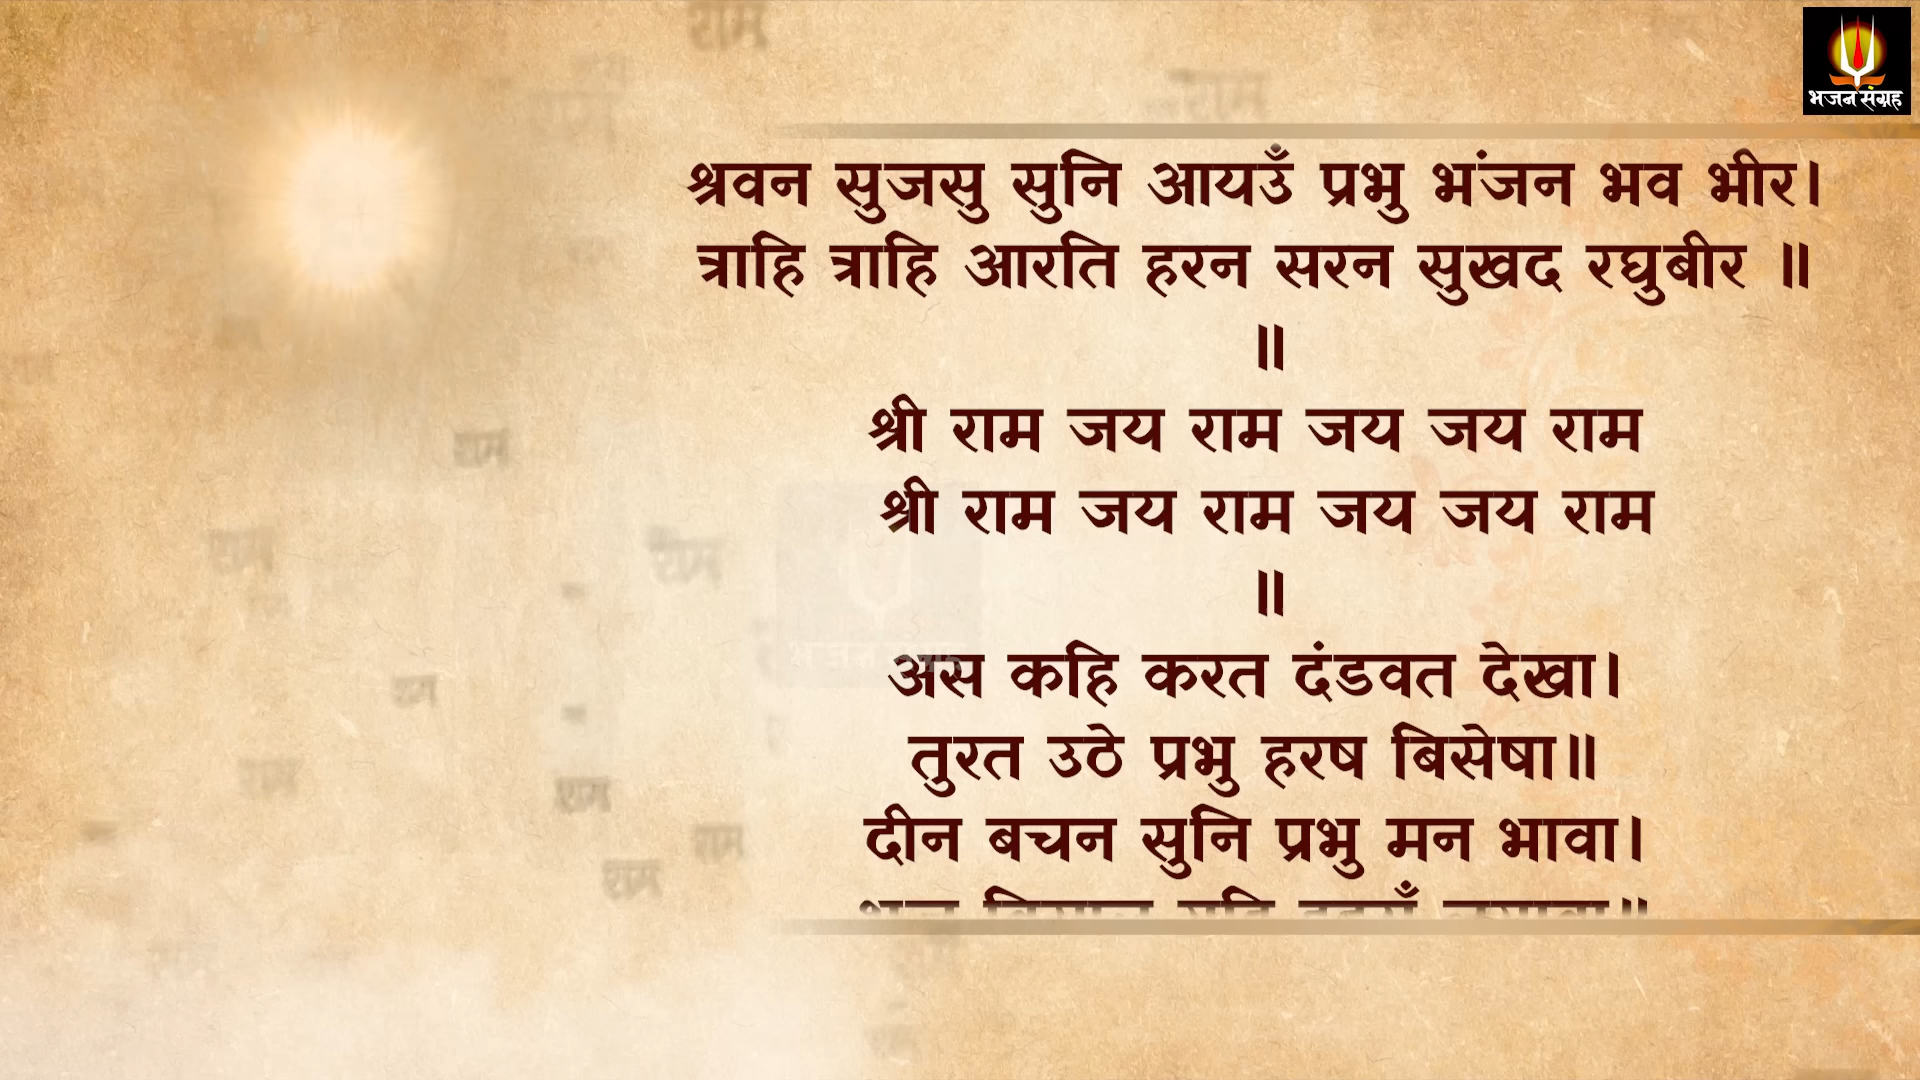 भजन संग्रह
श्रवन सुजसु सुनि आयउँ प्रभु भंजन भव भीर।
त्राहि त्राहि आरति हरन सरन सुखद रघुबीर ॥
॥
श्री राम जय राम जय जय राम
श्री राम जय राम जय जय राम
॥
अस कहि करत दंडवत देखा।
तुरत उठे प्रभु हरष बिसेषा॥
दीन बचन सुनि प्रभु मन भावा।